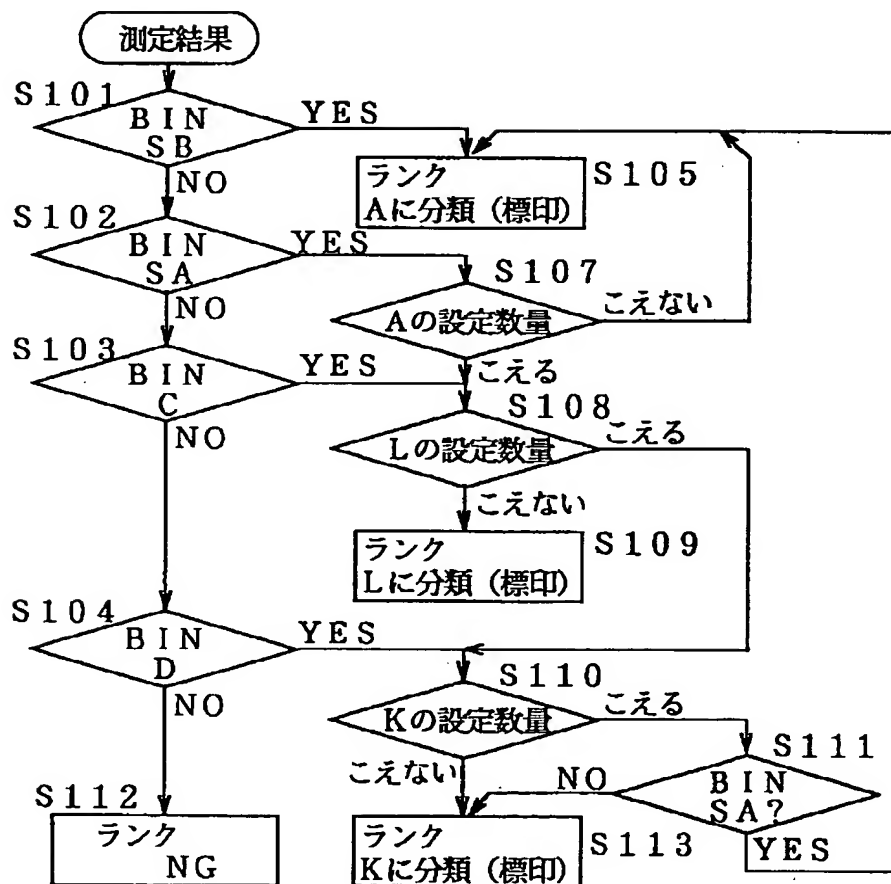 測定結果
S101
BIN
SB
YES
NO
ランク
Aに分類（標印）
S105
S102
BIN
SA
YES
NO
S107
Aの設定数量
こえない
こえる
S103
BIN
C
YES
NO
S108
Lの設定数量
こえる
こえない
ランク
Lに分類（標印）
S109
S104
BIN
D
YES
NO
S110
Kの設定数量
こえる
こえない
S111
BIN
SA?
NO
YES
S112
ランク
NG
ランク
Kに分類（標印）
S113